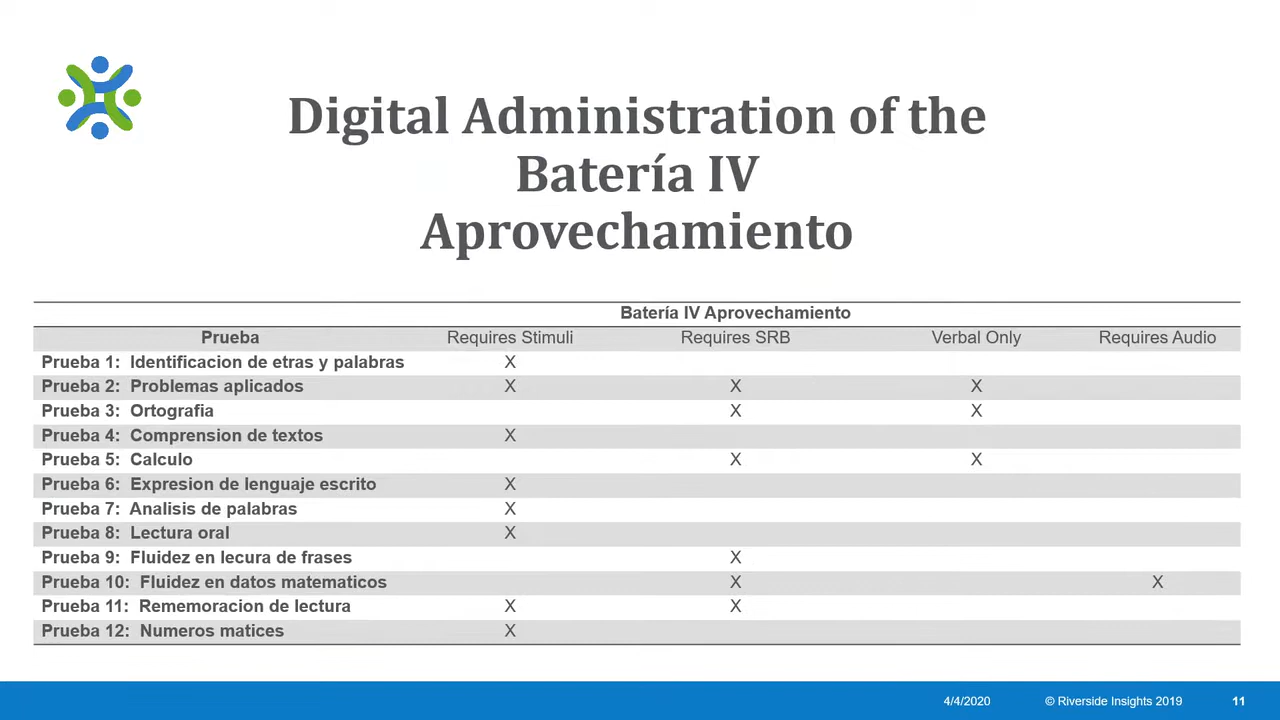 Digital Administration of the
Batería IV
Aprovechamiento
Batería IV Aprovechamiento
Prueba Requires Stimuli Requires SRB Verbal Only Requires Audio
Prueba 1: Identificacion de etras y palabras X
Prueba 2: Problemas aplicados X X X
Prueba 3: Ortografia X X
Prueba 4: Comprension de textos X
Prueba 5: Calculo X X
Prueba 6: Expresion de lenguaje escrito X
Prueba 7: Analisis de palabras X
Prueba 8: Lectura oral X
Prueba 9: Fluidez en lecura de frases X
Prueba 10: Fluidez en datos matematicos X X
Prueba 11: Rememoracion de lectura X X
Prueba 12: Numeros matices X
4/4/2020 © Riverside Insights 2019 11